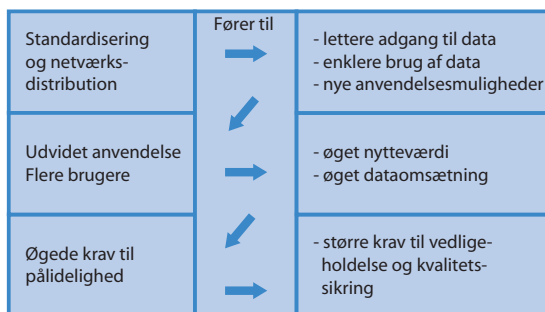 Standardisering
og netværks-
distribution
Fører til
- lettere adgang til data
- enklere brug af data
- nye anvendelsesmuligheder
Udvidet anvendelse
Flere brugere
- øget nytteværdi
- øget dataomsætning
Øgede krav til
pålidelighed
- større krav til vedlige-
holdelse og kvalitets-
sikring